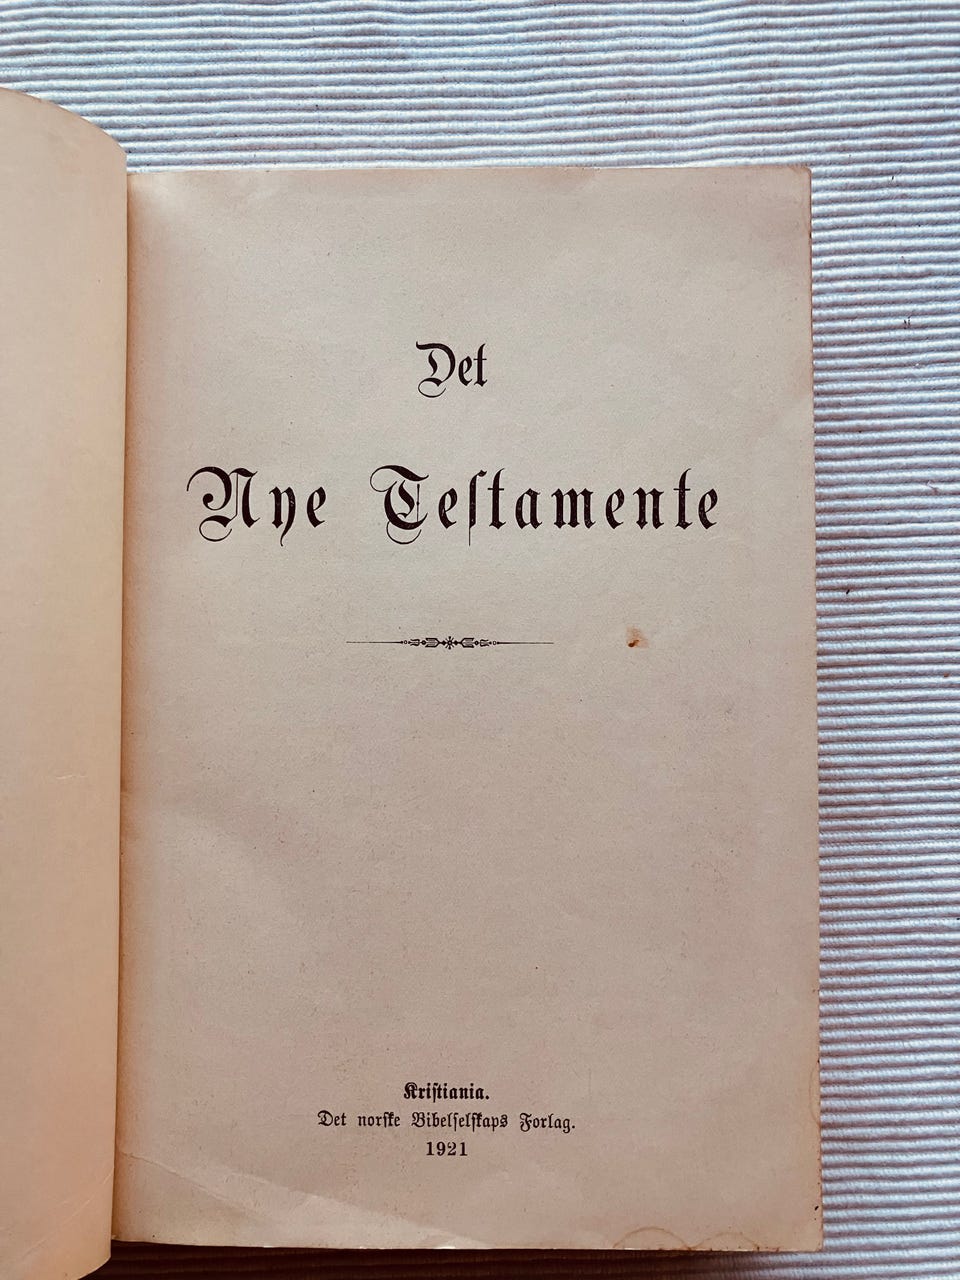 Det
Nye Teſtamente
Kriſtiania.
Det norſke Bibelſelſkaps Forlag.
1921